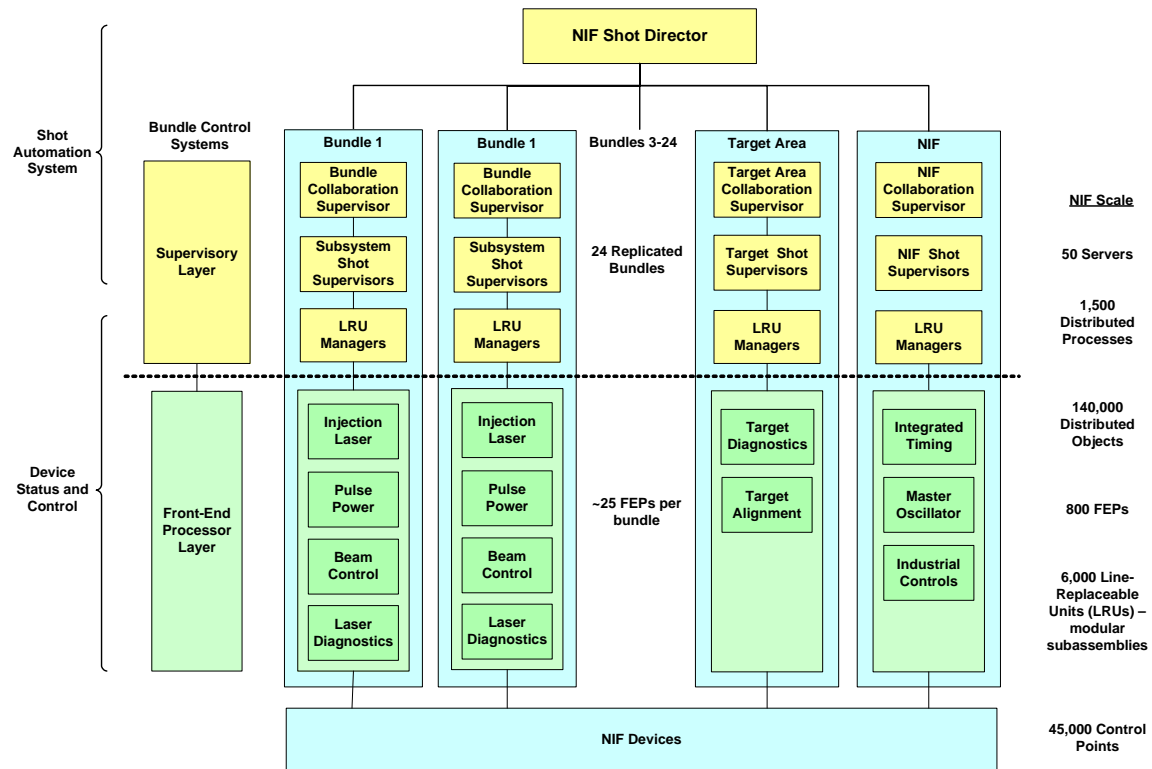 NIF Shot Director
Shot
Automation
System
Bundle Control
Systems
Supervisory
Layer
Device
Status and
Control
Front-End
Processor
Layer
Bundle 1
Bundle
Collaboration
Supervisor
Subsystem
Shot
Supervisors
LRU
Managers
Injection
Laser
Pulse
Power
Beam
Control
Laser
Diagnostics
Bundle 1
Bundle
Collaboration
Supervisor
Subsystem
Shot
Supervisors
LRU
Managers
Injection
Laser
Pulse
Power
Beam
Control
Laser
Diagnostics
Bundles 3-24
24 Replicated
Bundles
~25 FEPs per
bundle
Target Area
Target Area
Collaboration
Supervisor
Target Shot
Supervisors
LRU
Managers
Target
Diagnostics
Target
Alignment
NIF
NIF
Collaboration
Supervisor
NIF Shot
Supervisors
LRU
Managers
Integrated
Timing
Master
Oscillator
Industrial
Controls
NIF Devices
NIF Scale
50 Servers
1,500
Distributed
Processes
140,000
Distributed
Objects
800 FEPs
6,000 Line-
Replaceable
Units (LRUs) –
modular
subassemblies
45,000 Control
Points